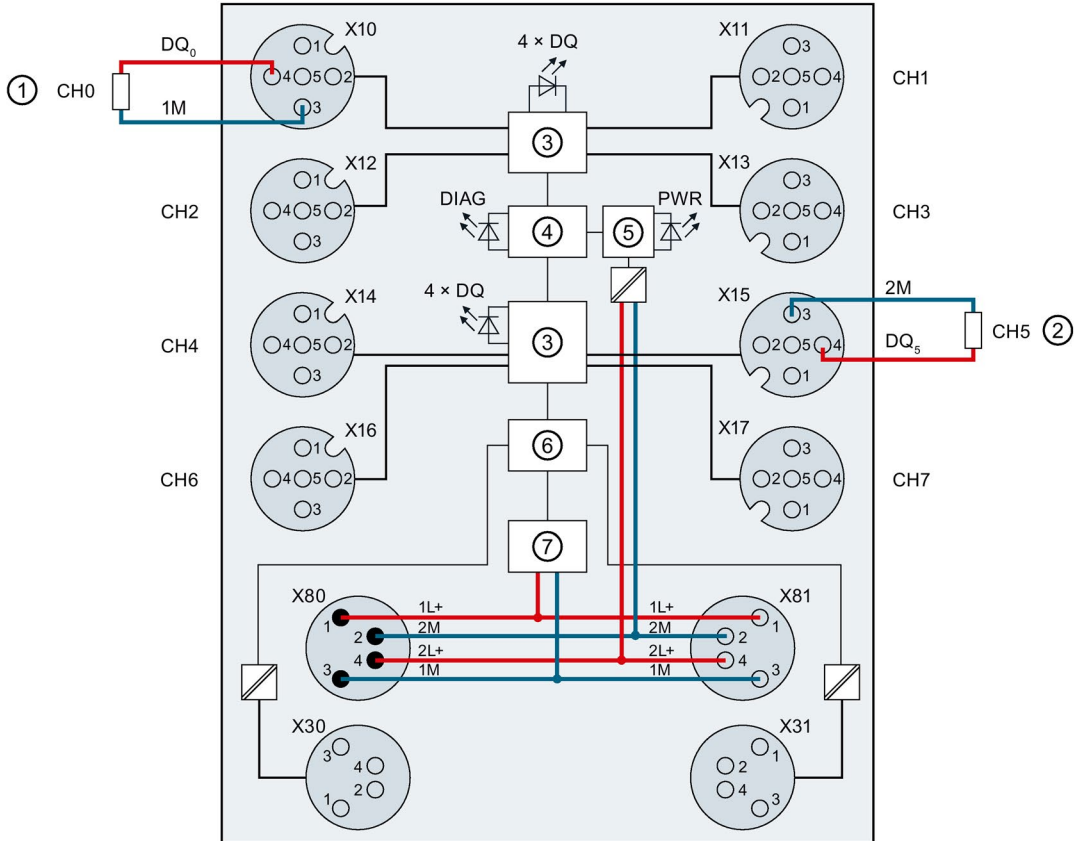 X10
X11
4 × DQ
DQ₀
1
4 5 2
3
3
2 5 4
1
① CH0
CH1
1M
③
X12
X13
1
4 5 2
3
3
2 5 4
1
DIAG
PWR
CH2
④
⑤
CH3
X14
4 × DQ
X15
2M
1
4 5 2
3
3
2 5 4
1
CH4
③
DQ₅
CH5 ②
X16
X17
1
4 5 2
3
3
2 5 4
1
⑥
CH6
CH7
⑦
X80
X81
1L+
1L+
1
1
2M
2M
2
2
2L+
2L+
4
4
1M
1M
3
3
X30
X31
3
4
2
1
1
2
4
3